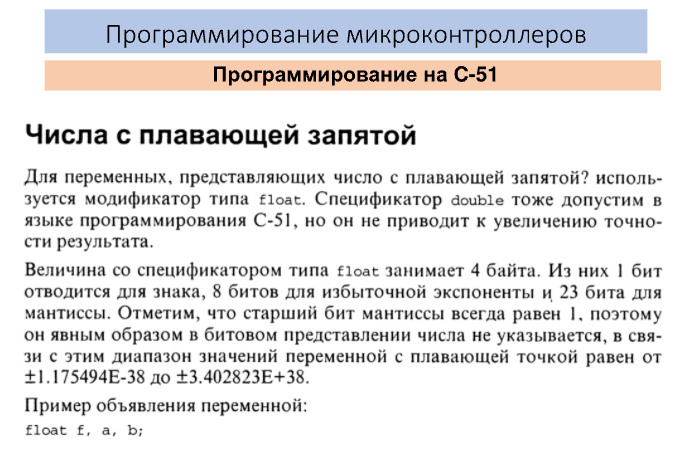 Программирование микроконтроллеров
Программирование на С-51
Числа с плавающей запятой
Для переменных, представляющих число с плавающей запятой? исполь-
зуется модификатор типа float. Спецификатор double тоже допустим в
языке программирования С-51, но он не приводит к увеличению точно-
сти результата.
Величина со спецификатором типа float занимает 4 байта. Из них 1 бит
отводится для знака, 8 битов для избыточной экспоненты и 23 бита для
мантиссы. Отметим, что старший бит мантиссы всегда равен 1, поэтому
он явным образом в битовом представлении числа не указывается, в свя-
зи с этим диапазон значений переменной с плавающей точкой равен от
±1.175494E-38 до ±3.402823E+38.
Пример объявления переменной:
float f, a, b;